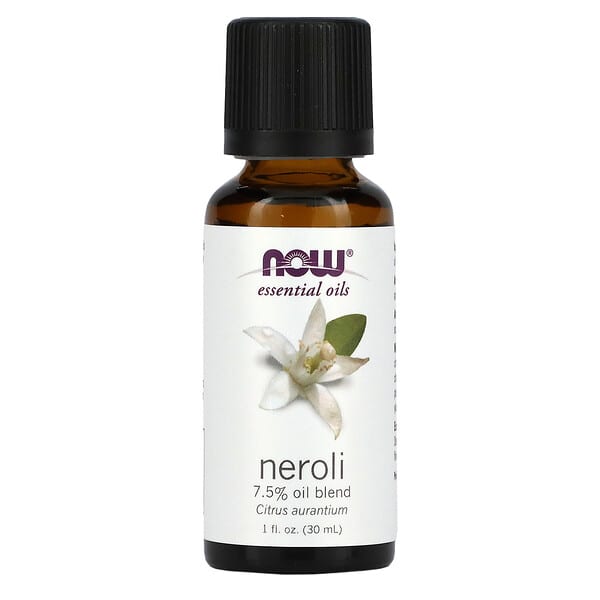 now®
essential oils
neroli
7.5% oil blend
Citrus aurantium
1 fl. oz. (30 mL)